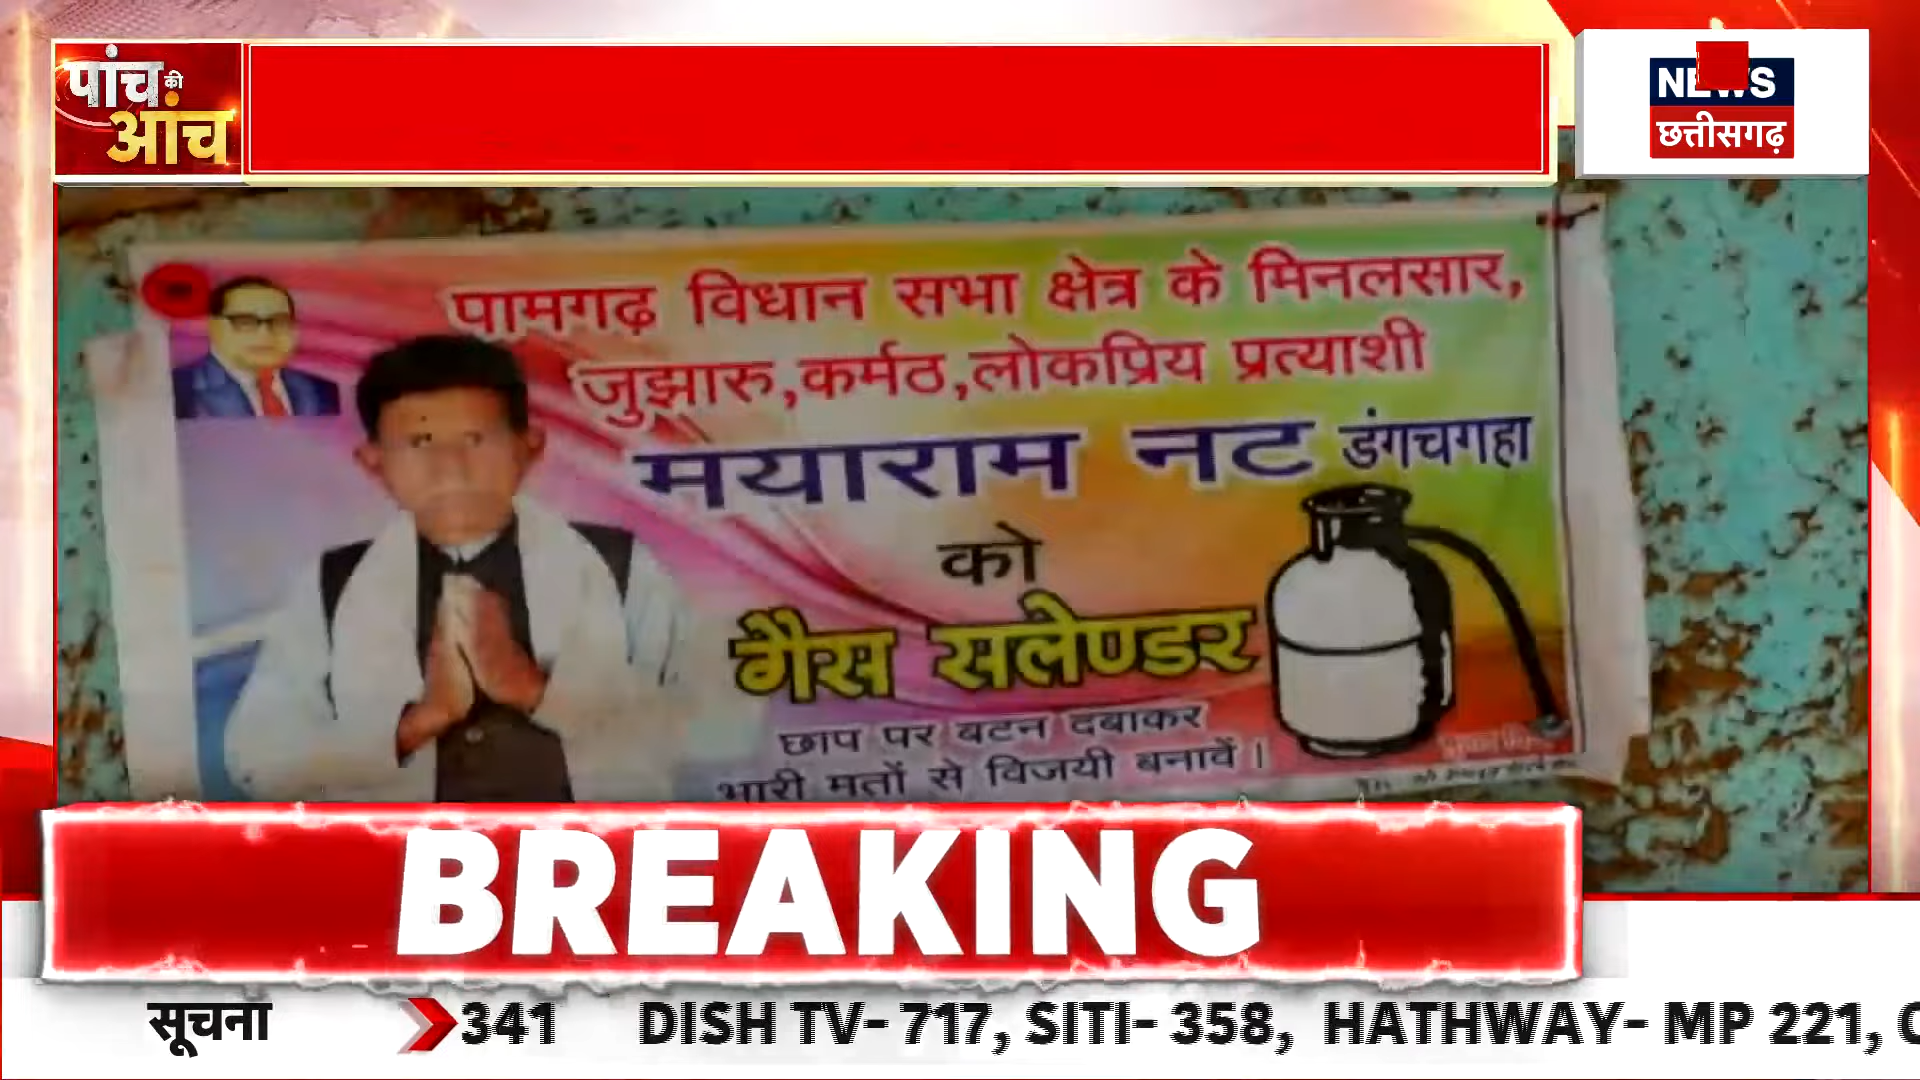 पांच की
आंच
NEWS
छत्तीसगढ़
पामगढ़ विधान सभा क्षेत्र के मिनलसार,
जुझारु,कर्मठ,लोकप्रिय प्रत्याशी
मयाराम नट डंगचगहा
को
गैस सलेण्डर
छाप पर बटन दबाकर
भारी मतों से विजयी बनावें।
BREAKING
सूचना 341 DISH TV- 717, SITI- 358, HATHWAY- MP 221,